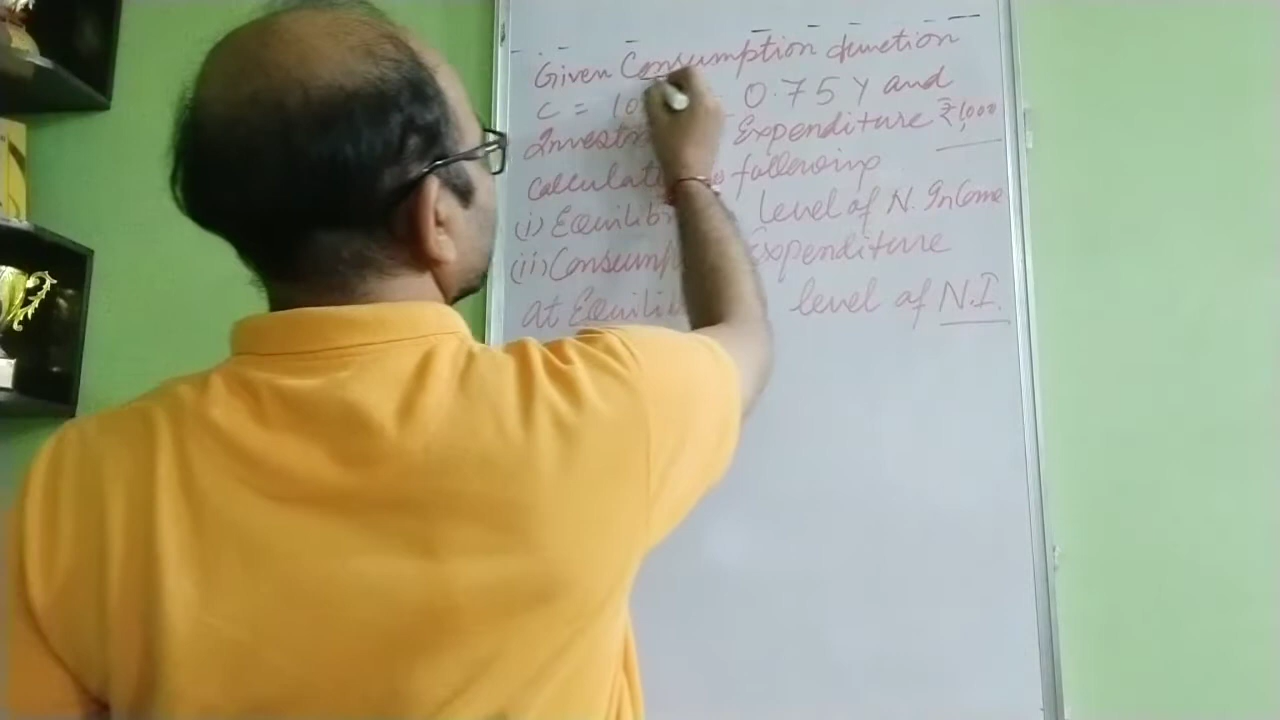 Given Consumption function
C = 10 0.75 Y and
Expenditure ₹1,000
Calculate following
(i) Level of N. Income
(ii) Expenditure
at level of N.I.